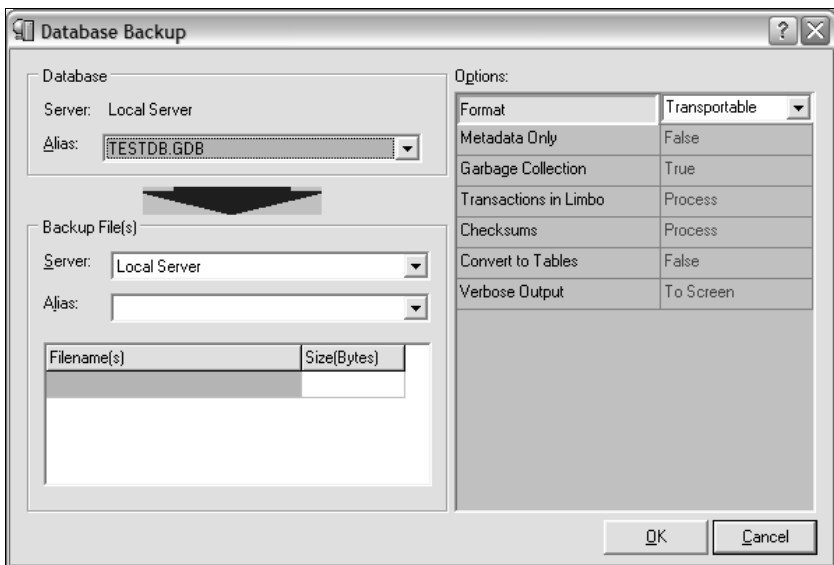 Database Backup
Database
Server: Local Server
Alias: TESTDB.GDB
Backup File(s)
Server: Local Server
Alias:
Filename(s) Size(Bytes)
Options:
Format Transportable
Metadata Only False
Garbage Collection True
Transactions in Limbo Process
Checksums Process
Convert to Tables False
Verbose Output To Screen
OK Cancel